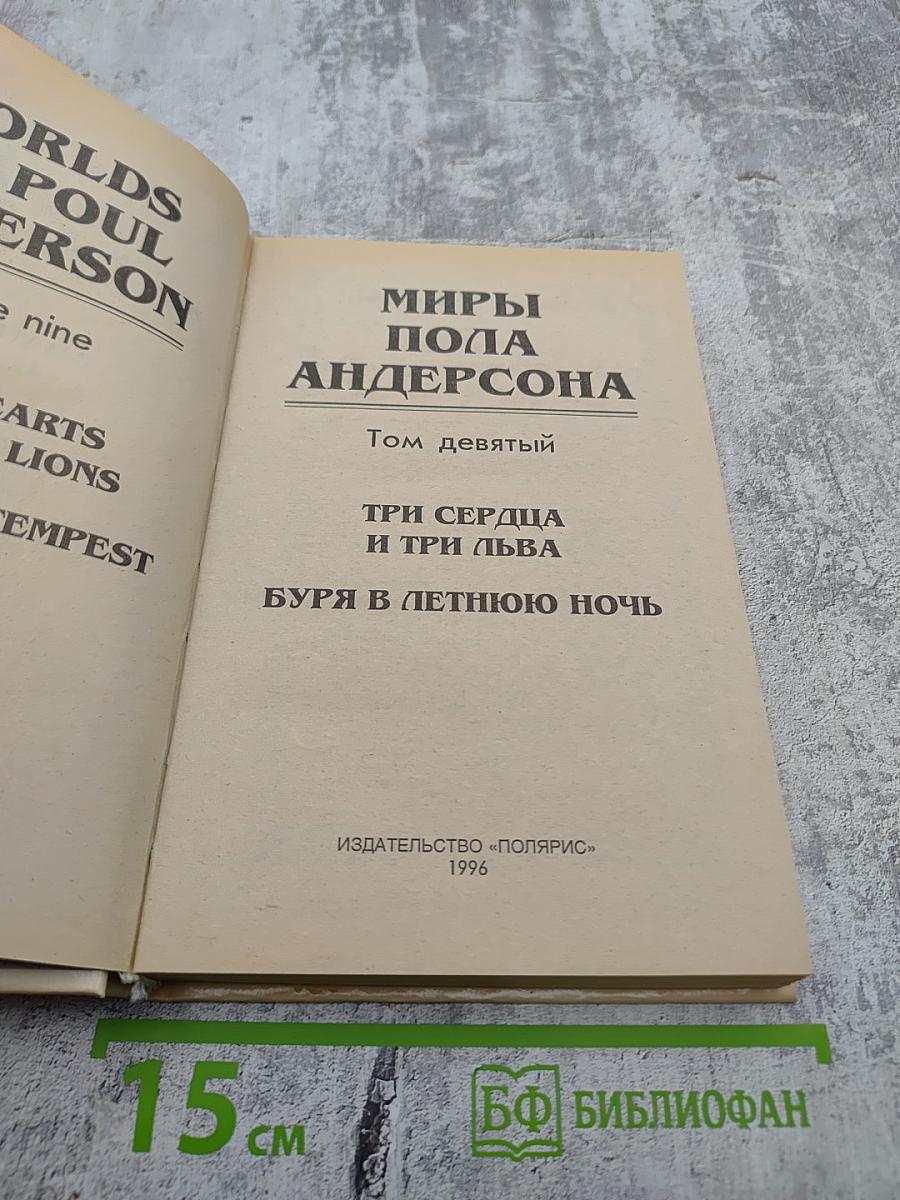 ORLDS
POUL
ERSON
e nine
EARTS
LIONS
TEMPEST
МИРЫ
ПОЛА
АНДЕРСОНА
Том девятый
ТРИ СЕРДЦА
И ТРИ ЛЬВА
БУРЯ В ЛЕТНЮЮ НОЧЬ
ИЗДАТЕЛЬСТВО «ПОЛЯРИС»
1996
15 см
БФ БИБЛИОФАН